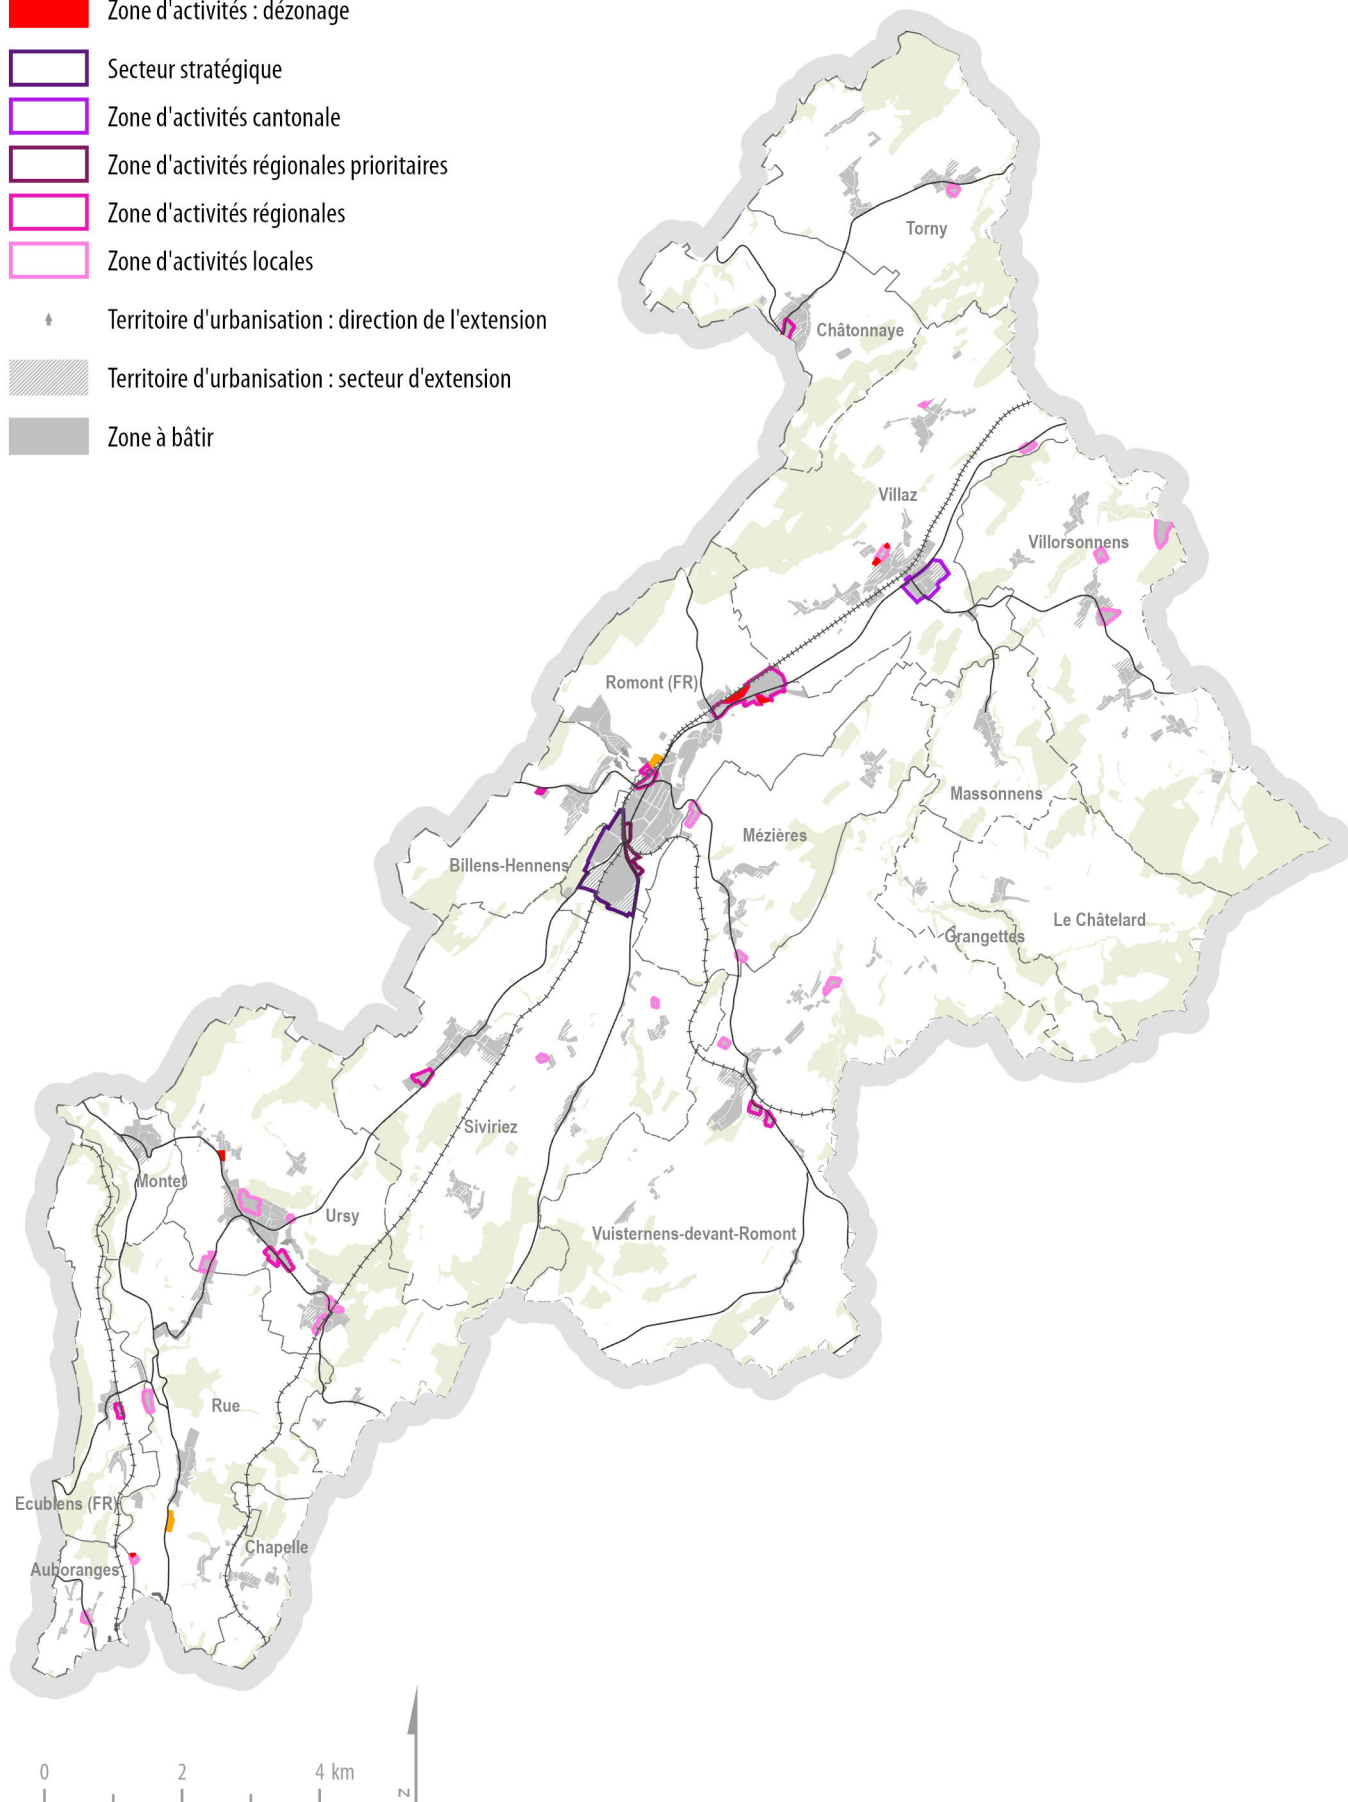 Zone d'activités : dézonage
Secteur stratégique
Zone d'activités cantonale
Zone d'activités régionales prioritaires
Zone d'activités régionales
Zone d'activités locales
Territoire d'urbanisation : direction de l'extension
Territoire d'urbanisation : secteur d'extension
Zone à bâtir
Torny
Châtonnaye
Villaz
Villorsonnens
Romont (FR)
Massonnens
Mézières
Billens-Hennens
Le Châtelard
Grangettes
Siviriez
Montet
Ursy
Vuisternens-devant-Romont
Rue
Ecublens (FR)
Chapelle
Auboranges
0 2 4 km
N